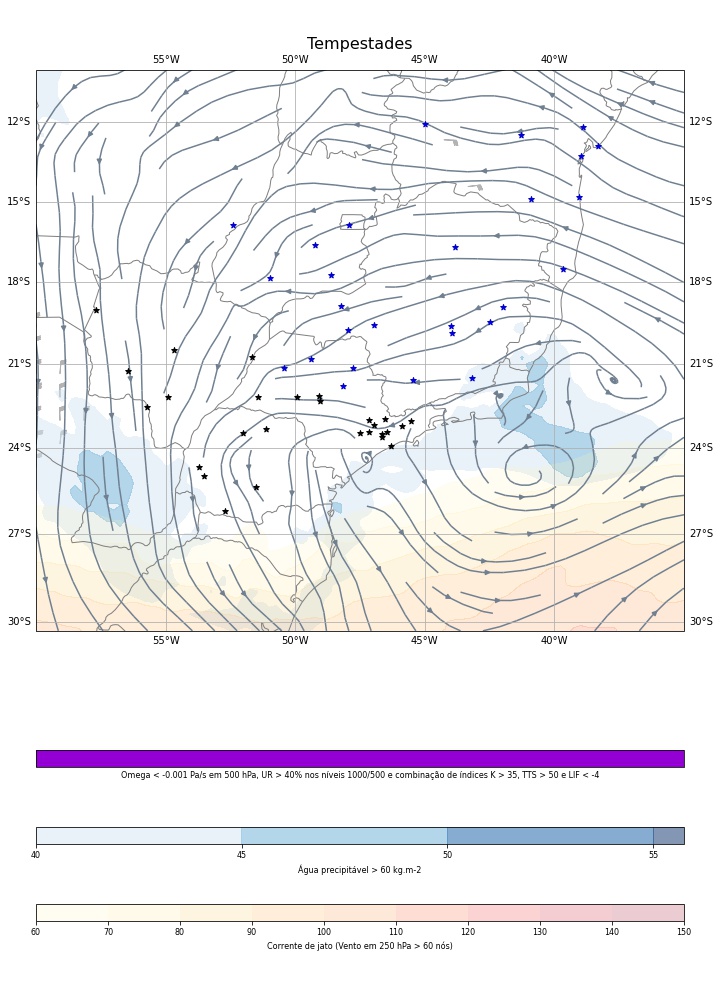 Tempestades
55°W 50°W 45°W 40°W
12°S 12°S
15°S 15°S
18°S 18°S
21°S 21°S
24°S 24°S
27°S 27°S
30°S 30°S
55°W 50°W 45°W 40°W
Omega < -0.001 Pa/s em 500 hPa, UR > 40% nos níveis 1000/500 e combinação de índices K > 35, TTS > 50 e LIF < -4
40 45 50 55
Água precipitável > 60 kg.m-2
60 70 80 90 100 110 120 130 140 150
Corrente de jato (Vento em 250 hPa > 60 nós)